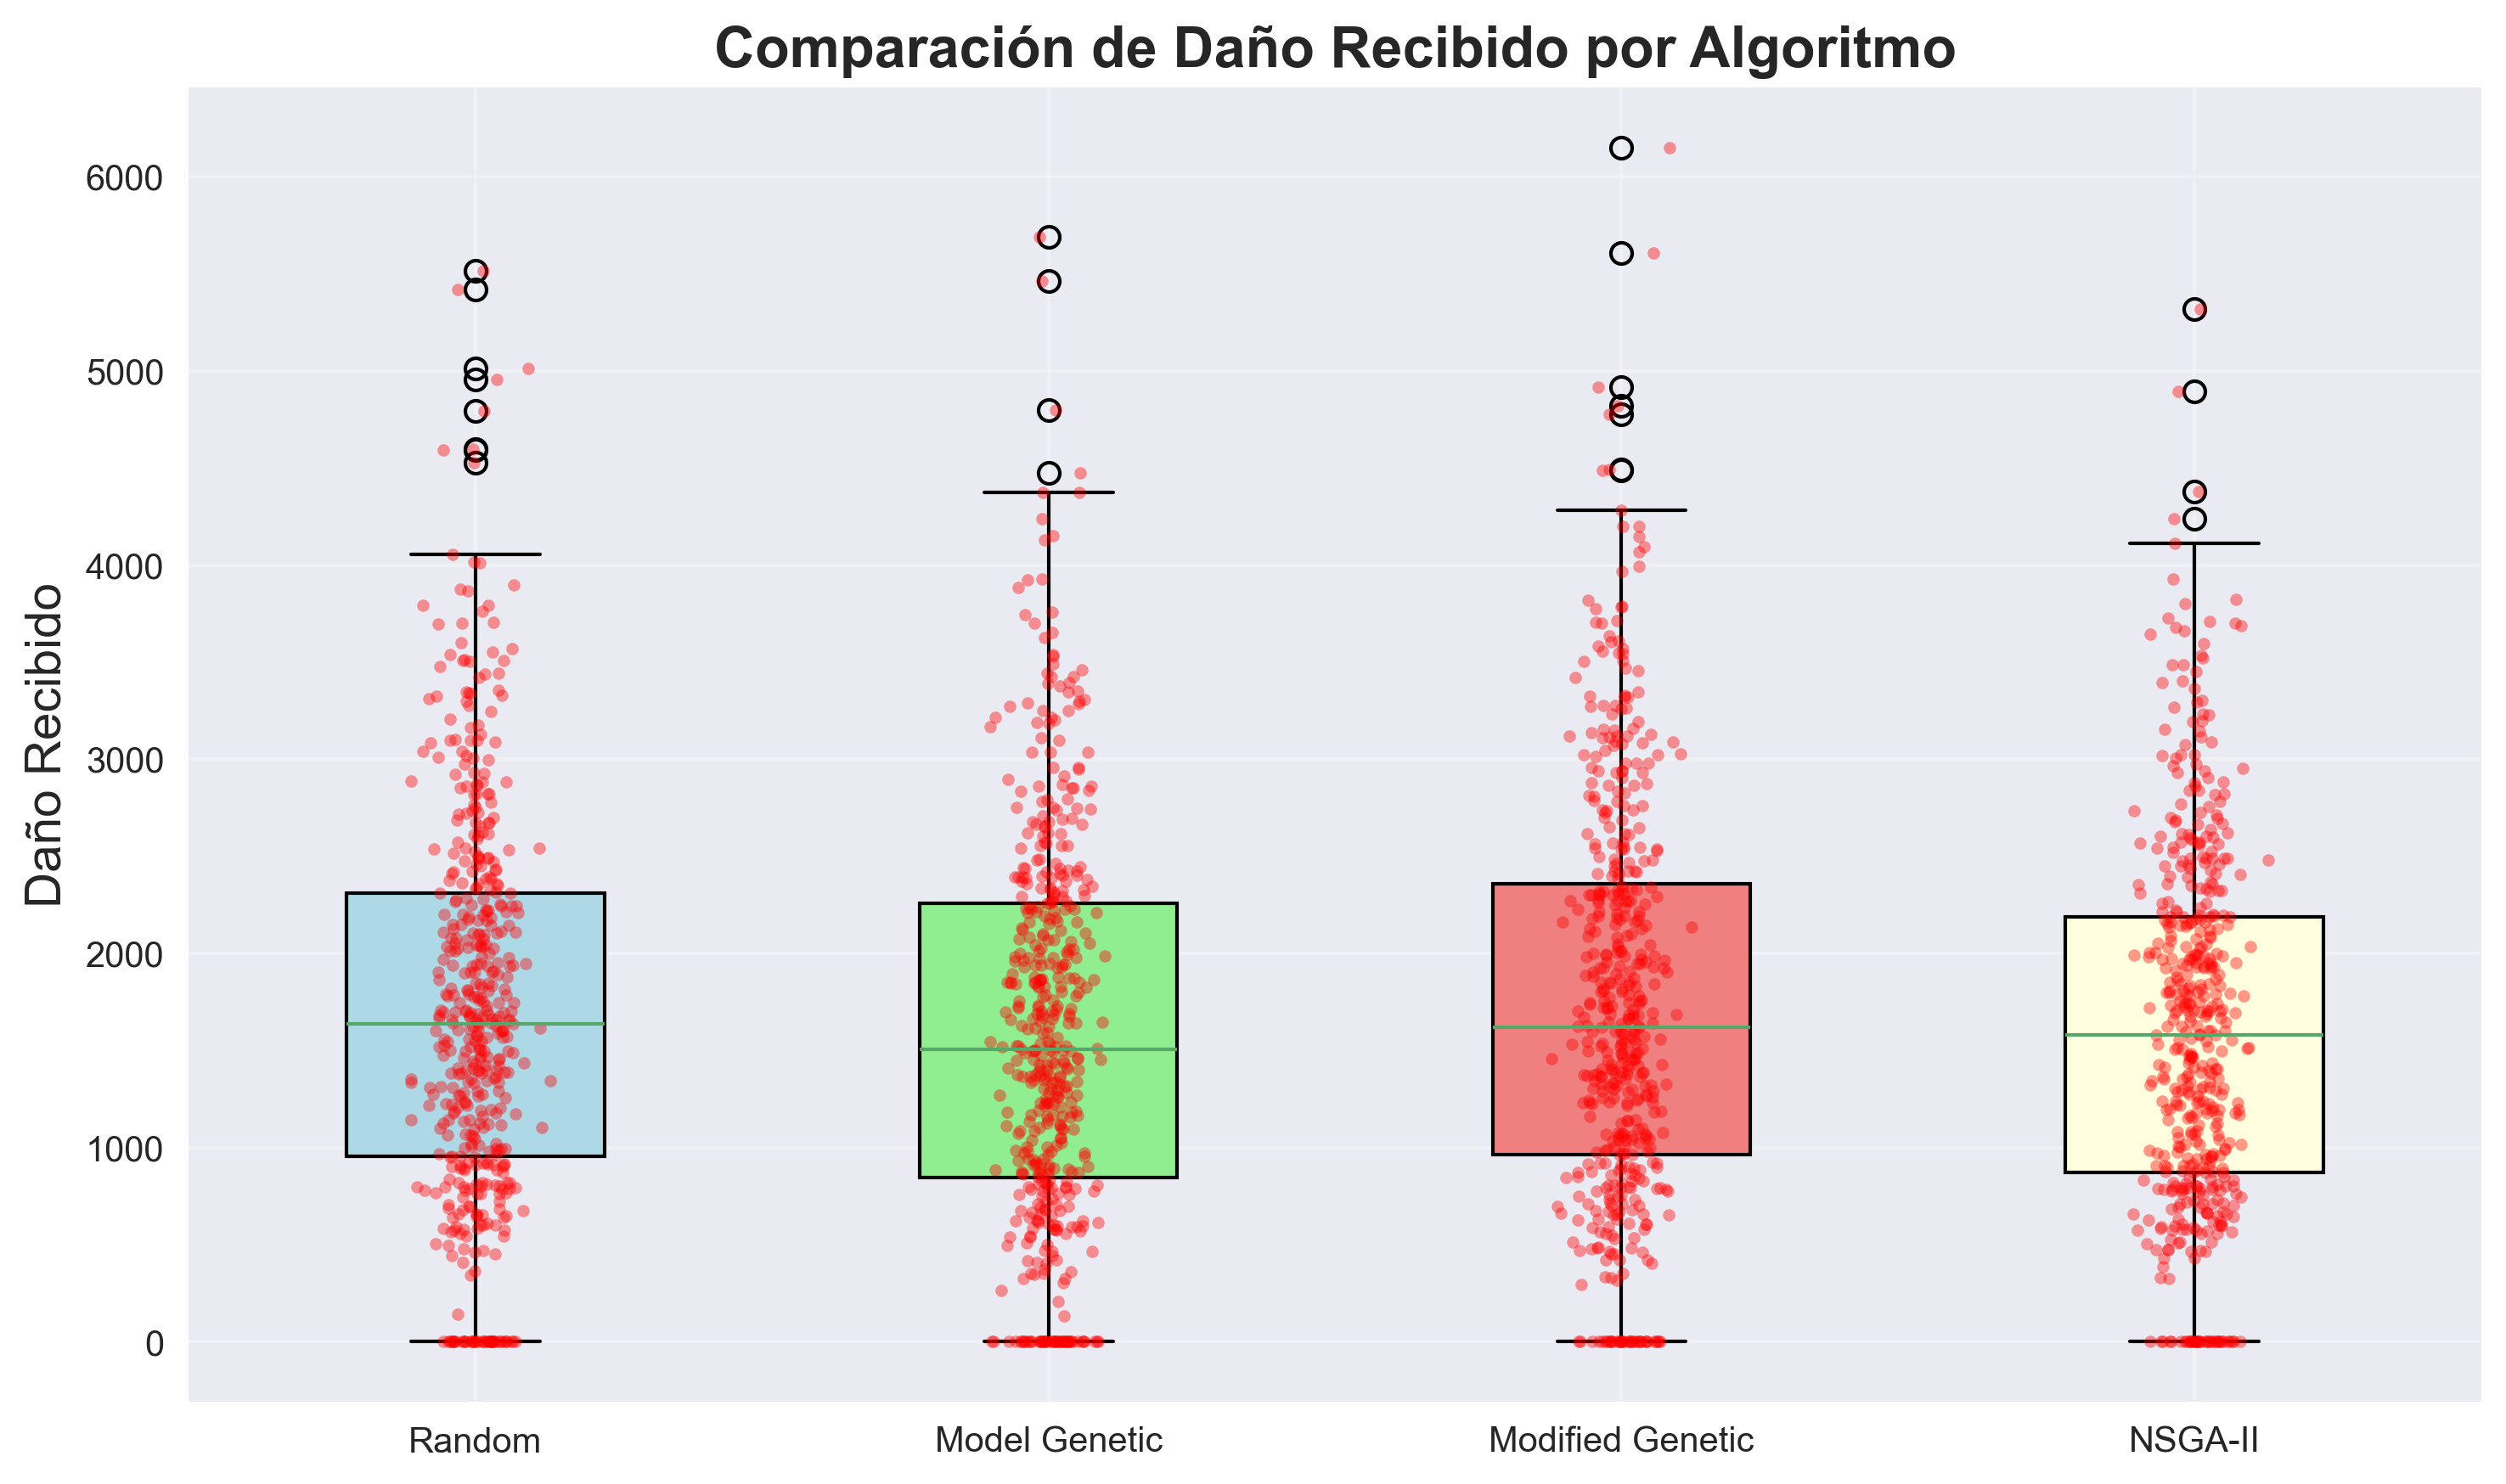 Comparación de Daño Recibido por Algoritmo
Daño Recibido
6000
5000
4000
3000
2000
1000
0
Random
Model Genetic
Modified Genetic
NSGA-II